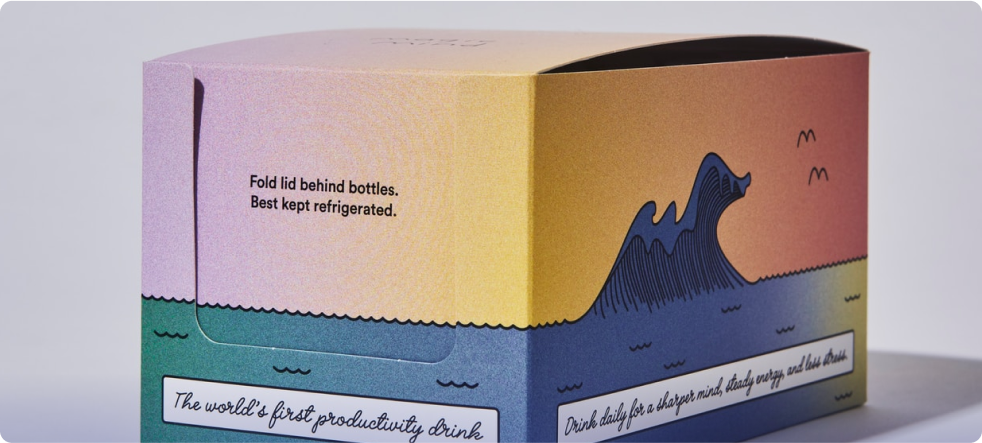 Fold lid behind bottles.
Best kept refrigerated.
The world's first productivity drink
Drink daily for a sharper mind, steady energy, and less stress.